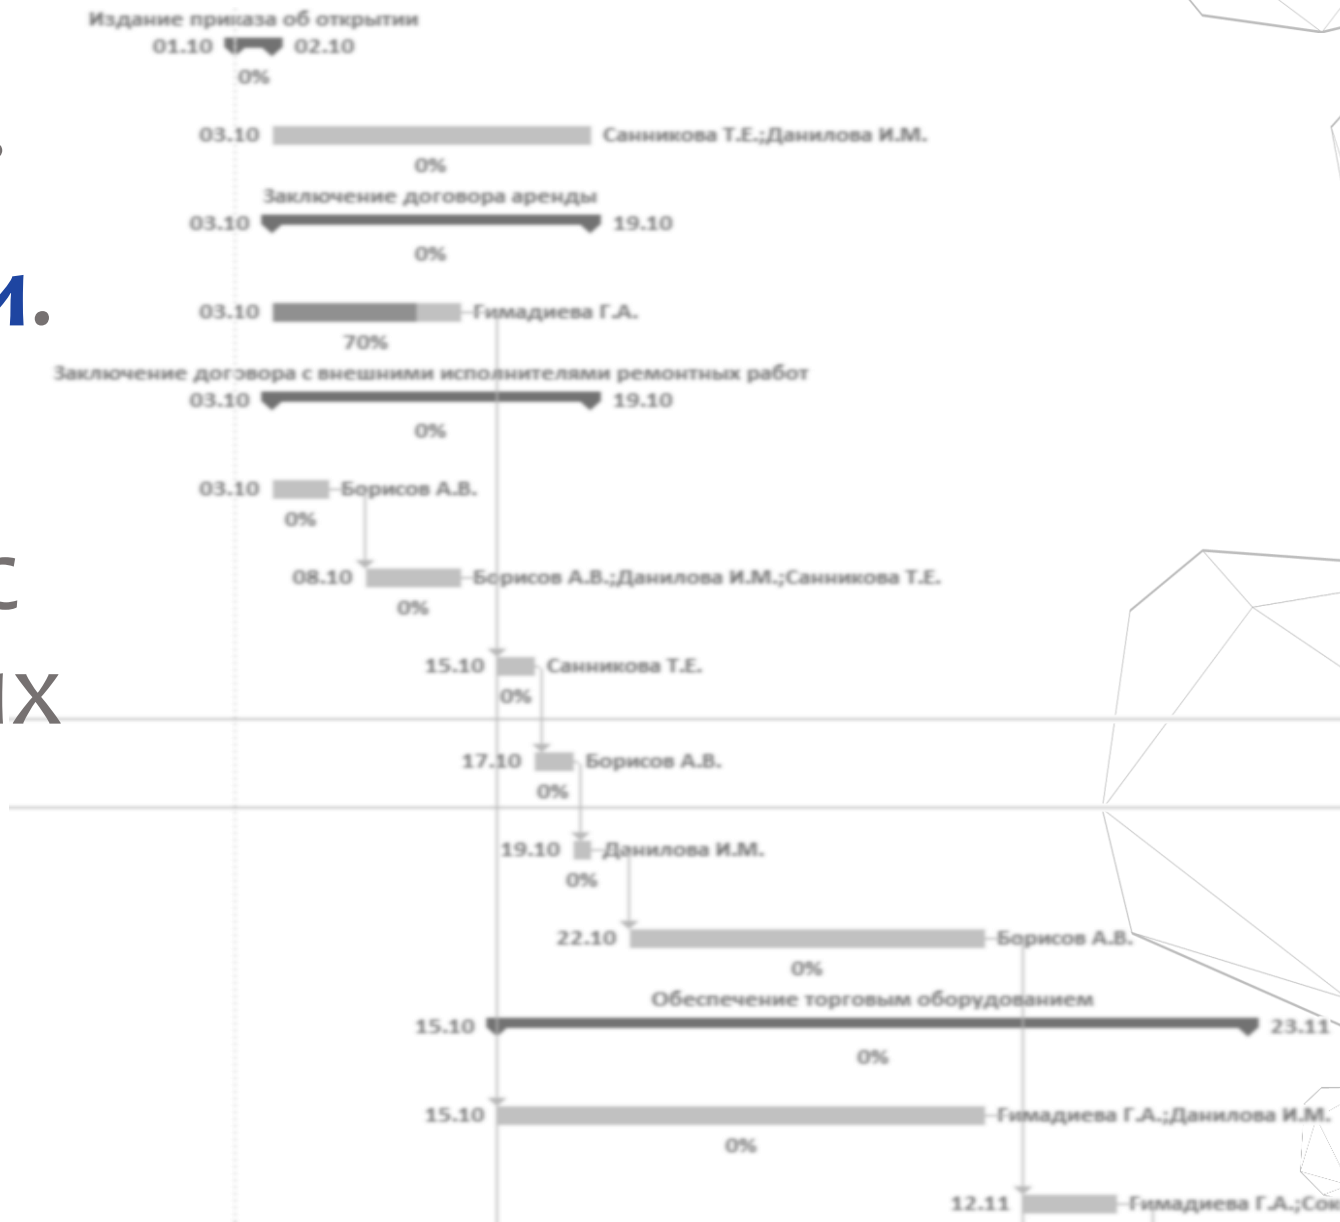 Издание приказа об открытии
01.10 02.10
0%
03.10 Санникова Т.Е.;Данилова И.М.
0%
Заключение договора аренды
03.10 19.10
0%
и.
03.10 Гимадиева Г.А.
70%
Заключение договора с внешними исполнителями ремонтных работ
03.10 19.10
0%
03.10 Борисов А.В.
0%
с
08.10 Борисов А.В.;Данилова И.М.;Санникова Т.Е.
0%
15.10 Санникова Т.Е.
0%
их
17.10 Борисов А.В.
0%
19.10 Данилова И.М.
0%
22.10 Борисов А.В.
0%
Обеспечение торговым оборудованием
15.10 23.11
0%
15.10 Гимадиева Г.А.;Данилова И.М.
0%
12.11 Гимадиева Г.А.;Сок